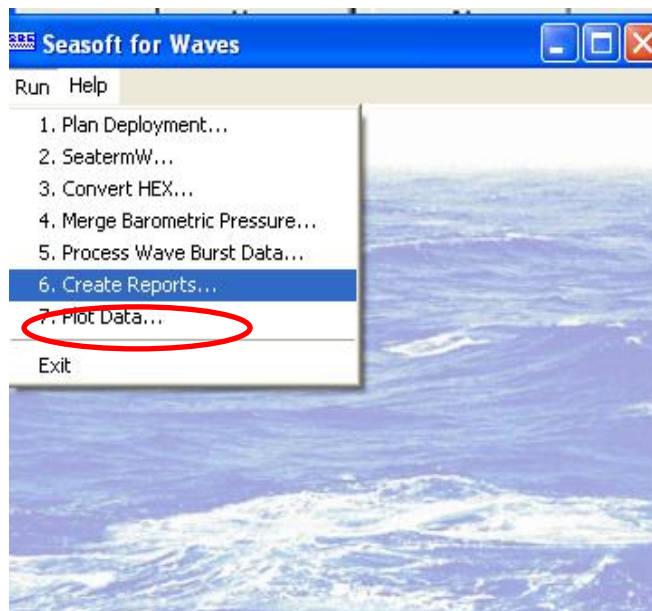 Seasoft for Waves
Run Help
1. Plan Deployment...
2. SeatermW...
3. Convert HEX...
4. Merge Barometric Pressure...
5. Process Wave Burst Data...
6. Create Reports...
7. Plot Data...
Exit